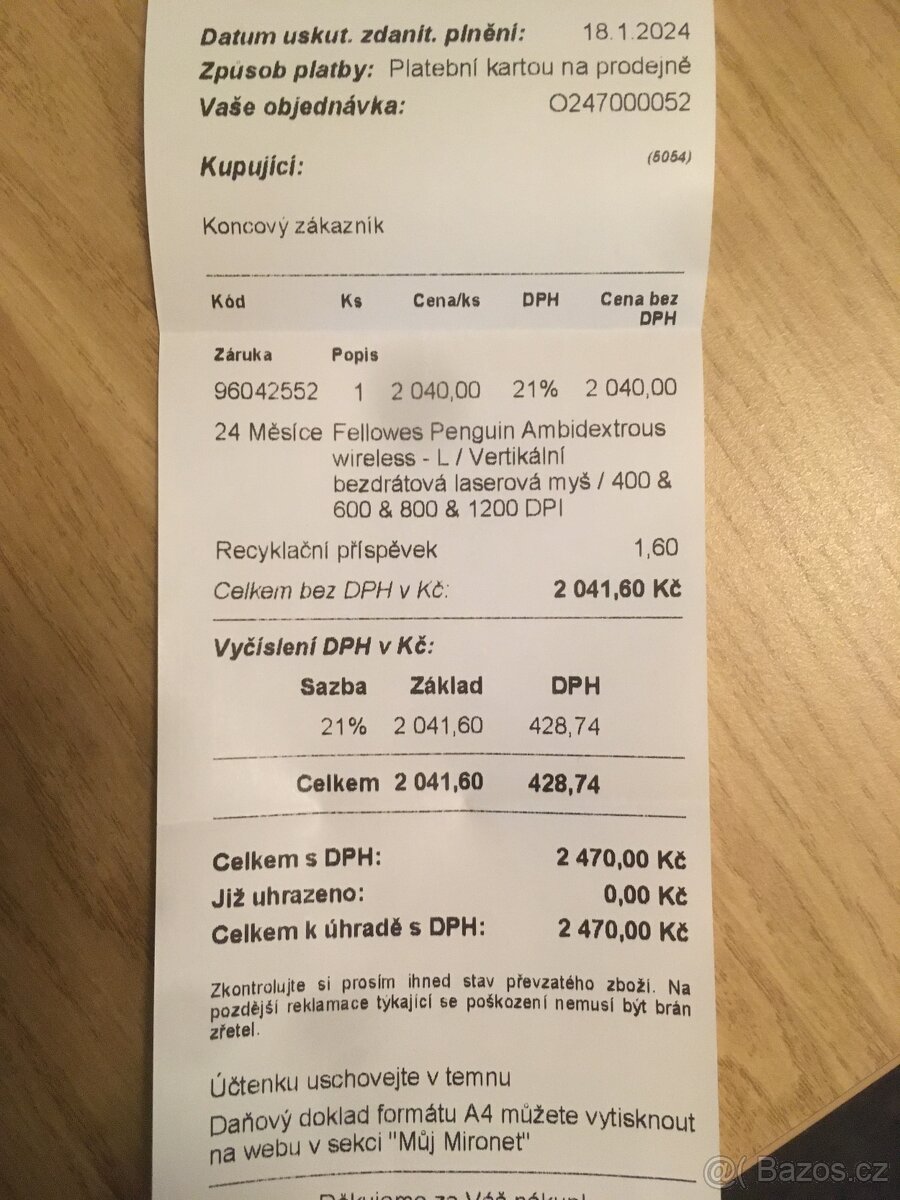 Datum uskut. zdanit. plnění: 18.1.2024
Způsob platby: Platební kartou na prodejně
Vaše objednávka: O247000052
Kupující: (5054)
Koncový zákazník
Kód Ks Cena/ks DPH Cena bez
DPH
Záruka Popis
96042552 1 2 040,00 21% 2 040,00
24 Měsíce Fellowes Penguin Ambidextrous
wireless - L / Vertikální
bezdrátová laserová myš / 400 &
600 & 800 & 1200 DPI
Recyklační příspěvek 1,60
Celkem bez DPH v Kč: 2 041,60 Kč
Vyčíslení DPH v Kč:
Sazba Základ DPH
21% 2 041,60 428,74
Celkem 2 041,60 428,74
Celkem s DPH: 2 470,00 Kč
Již uhrazeno: 0,00 Kč
Celkem k úhradě s DPH: 2 470,00 Kč
Zkontrolujte si prosím ihned stav převzatého zboží. Na
pozdější reklamace týkající se poškození nemusí být brán
zřetel.
Účtenku uschovejte v temnu
Daňový doklad formátu A4 můžete vytisknout
na webu v sekci "Můj Mironet"
Děkujeme za Váš nákup!
@( Bazos.cz